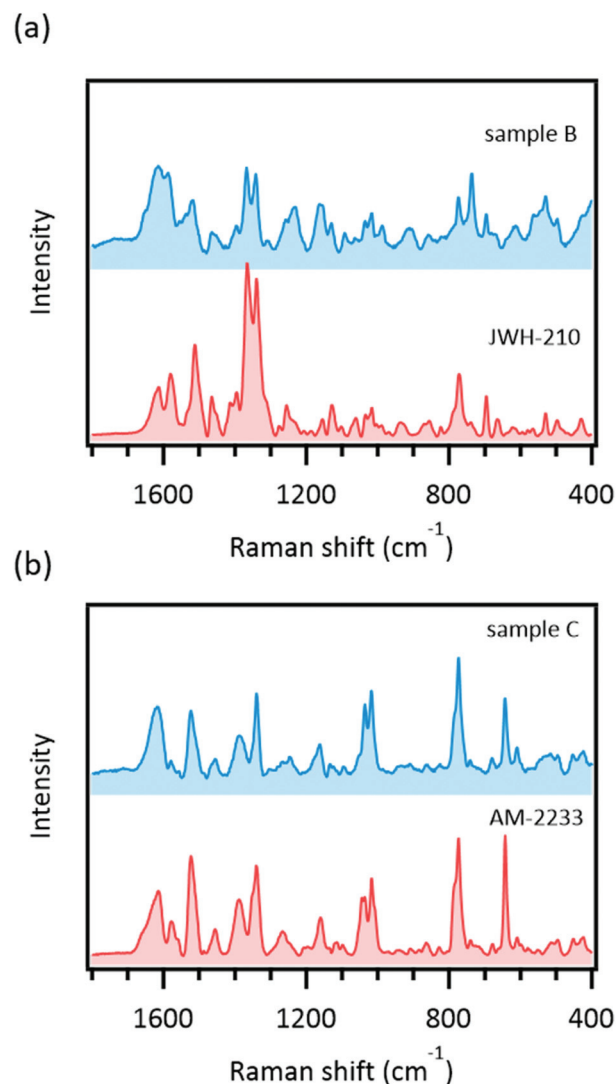 (a)
sample B
JWH-210
Intensity
1600 1200 800 400
Raman shift (cm-1)
(b)
sample C
AM-2233
Intensity
1600 1200 800 400
Raman shift (cm-1)